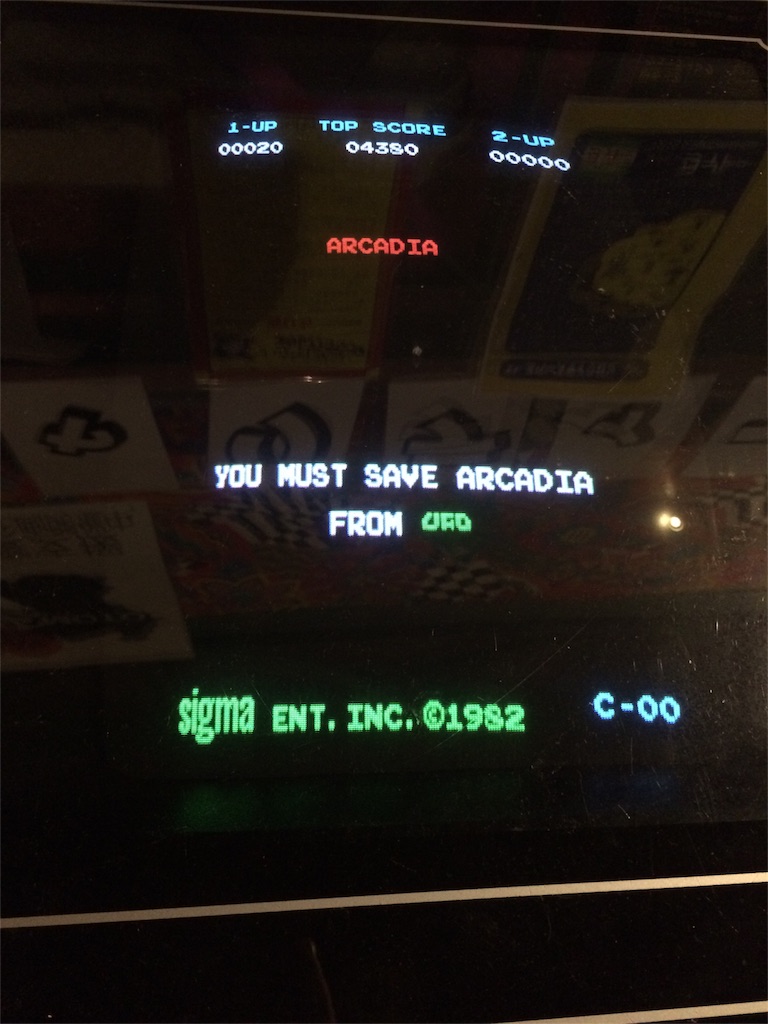 1-UP TOP SCORE 2-UP
00020 04380 00000
ARCADIA
YOU MUST SAVE ARCADIA
FROM UFO
sigma ENT. INC. ©1982 C-00